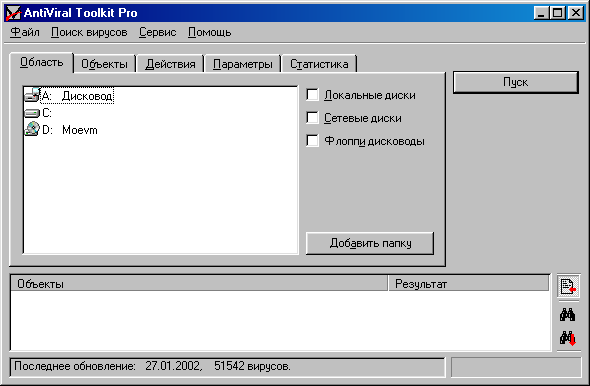 AntiViral Toolkit Pro
Файл Поиск вирусов Сервис Помощь
Область Объекты Действия Параметры Статистика
A: Дисковод
C:
D: Moevm
Локальные диски
Сетевые диски
Флоппи дисководы
Добавить папку
Пуск
Объекты Результат
Последнее обновление: 27.01.2002, 51542 вирусов.